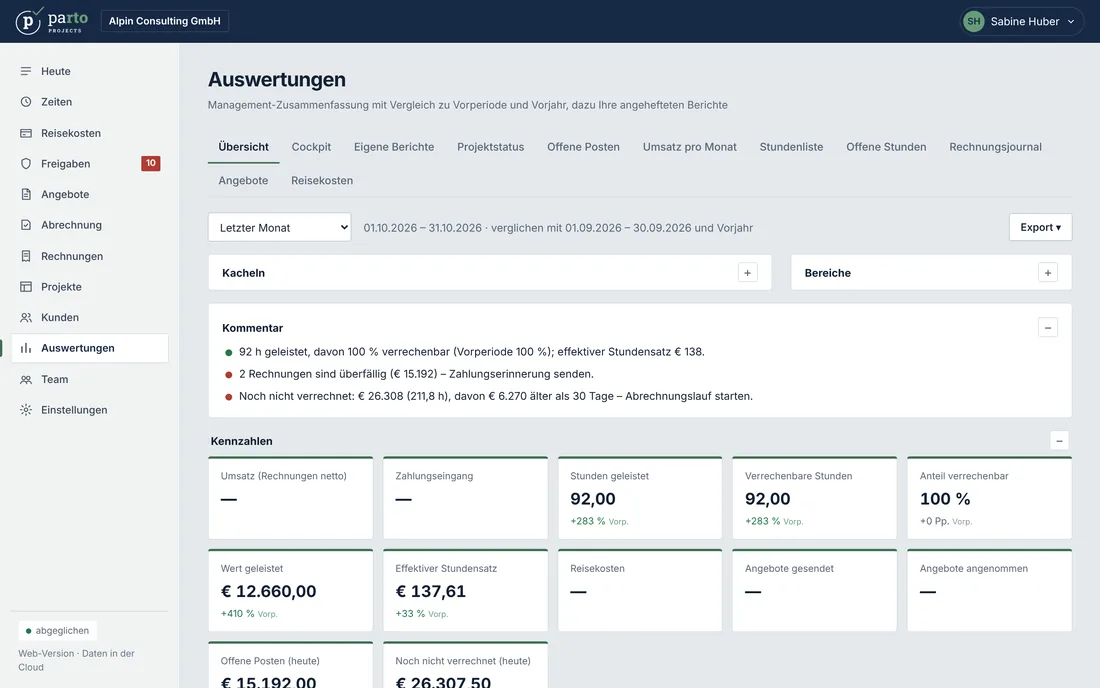 parto
PROJECTS
Alpin Consulting GmbH
SH
Sabine Huber
Heute
Zeiten
Reisekosten
Freigaben
10
Angebote
Abrechnung
Rechnungen
Projekte
Kunden
Auswertungen
Team
Einstellungen
abgeglichen
Web-Version · Daten in der
Cloud
Auswertungen
Management-Zusammenfassung mit Vergleich zu Vorperiode und Vorjahr, dazu Ihre angehefteten Berichte
Übersicht Cockpit Eigene Berichte Projektstatus Offene Posten Umsatz pro Monat Stundenliste Offene Stunden Rechnungsjournal
Angebote Reisekosten
Letzter Monat 01.10.2026 – 31.10.2026 · verglichen mit 01.09.2026 – 30.09.2026 und Vorjahr Export ▾
Kacheln + Bereiche +
Kommentar –
92 h geleistet, davon 100 % verrechenbar (Vorperiode 100 %); effektiver Stundensatz € 138.
2 Rechnungen sind überfällig (€ 15.192) – Zahlungserinnerung senden.
Noch nicht verrechnet: € 26.308 (211,8 h), davon € 6.270 älter als 30 Tage – Abrechnungslauf starten.
Kennzahlen –
Umsatz (Rechnungen netto)
—
Zahlungseingang
—
Stunden geleistet
92,00
+283 % Vorp.
Verrechenbare Stunden
92,00
+283 % Vorp.
Anteil verrechenbar
100 %
+0 Pp. Vorp.
Wert geleistet
€ 12.660,00
+410 % Vorp.
Effektiver Stundensatz
€ 137,61
+33 % Vorp.
Reisekosten
—
Angebote gesendet
—
Angebote angenommen
—
Offene Posten (heute)
€ 15.192,00
Noch nicht verrechnet (heute)
€ 26.307,50